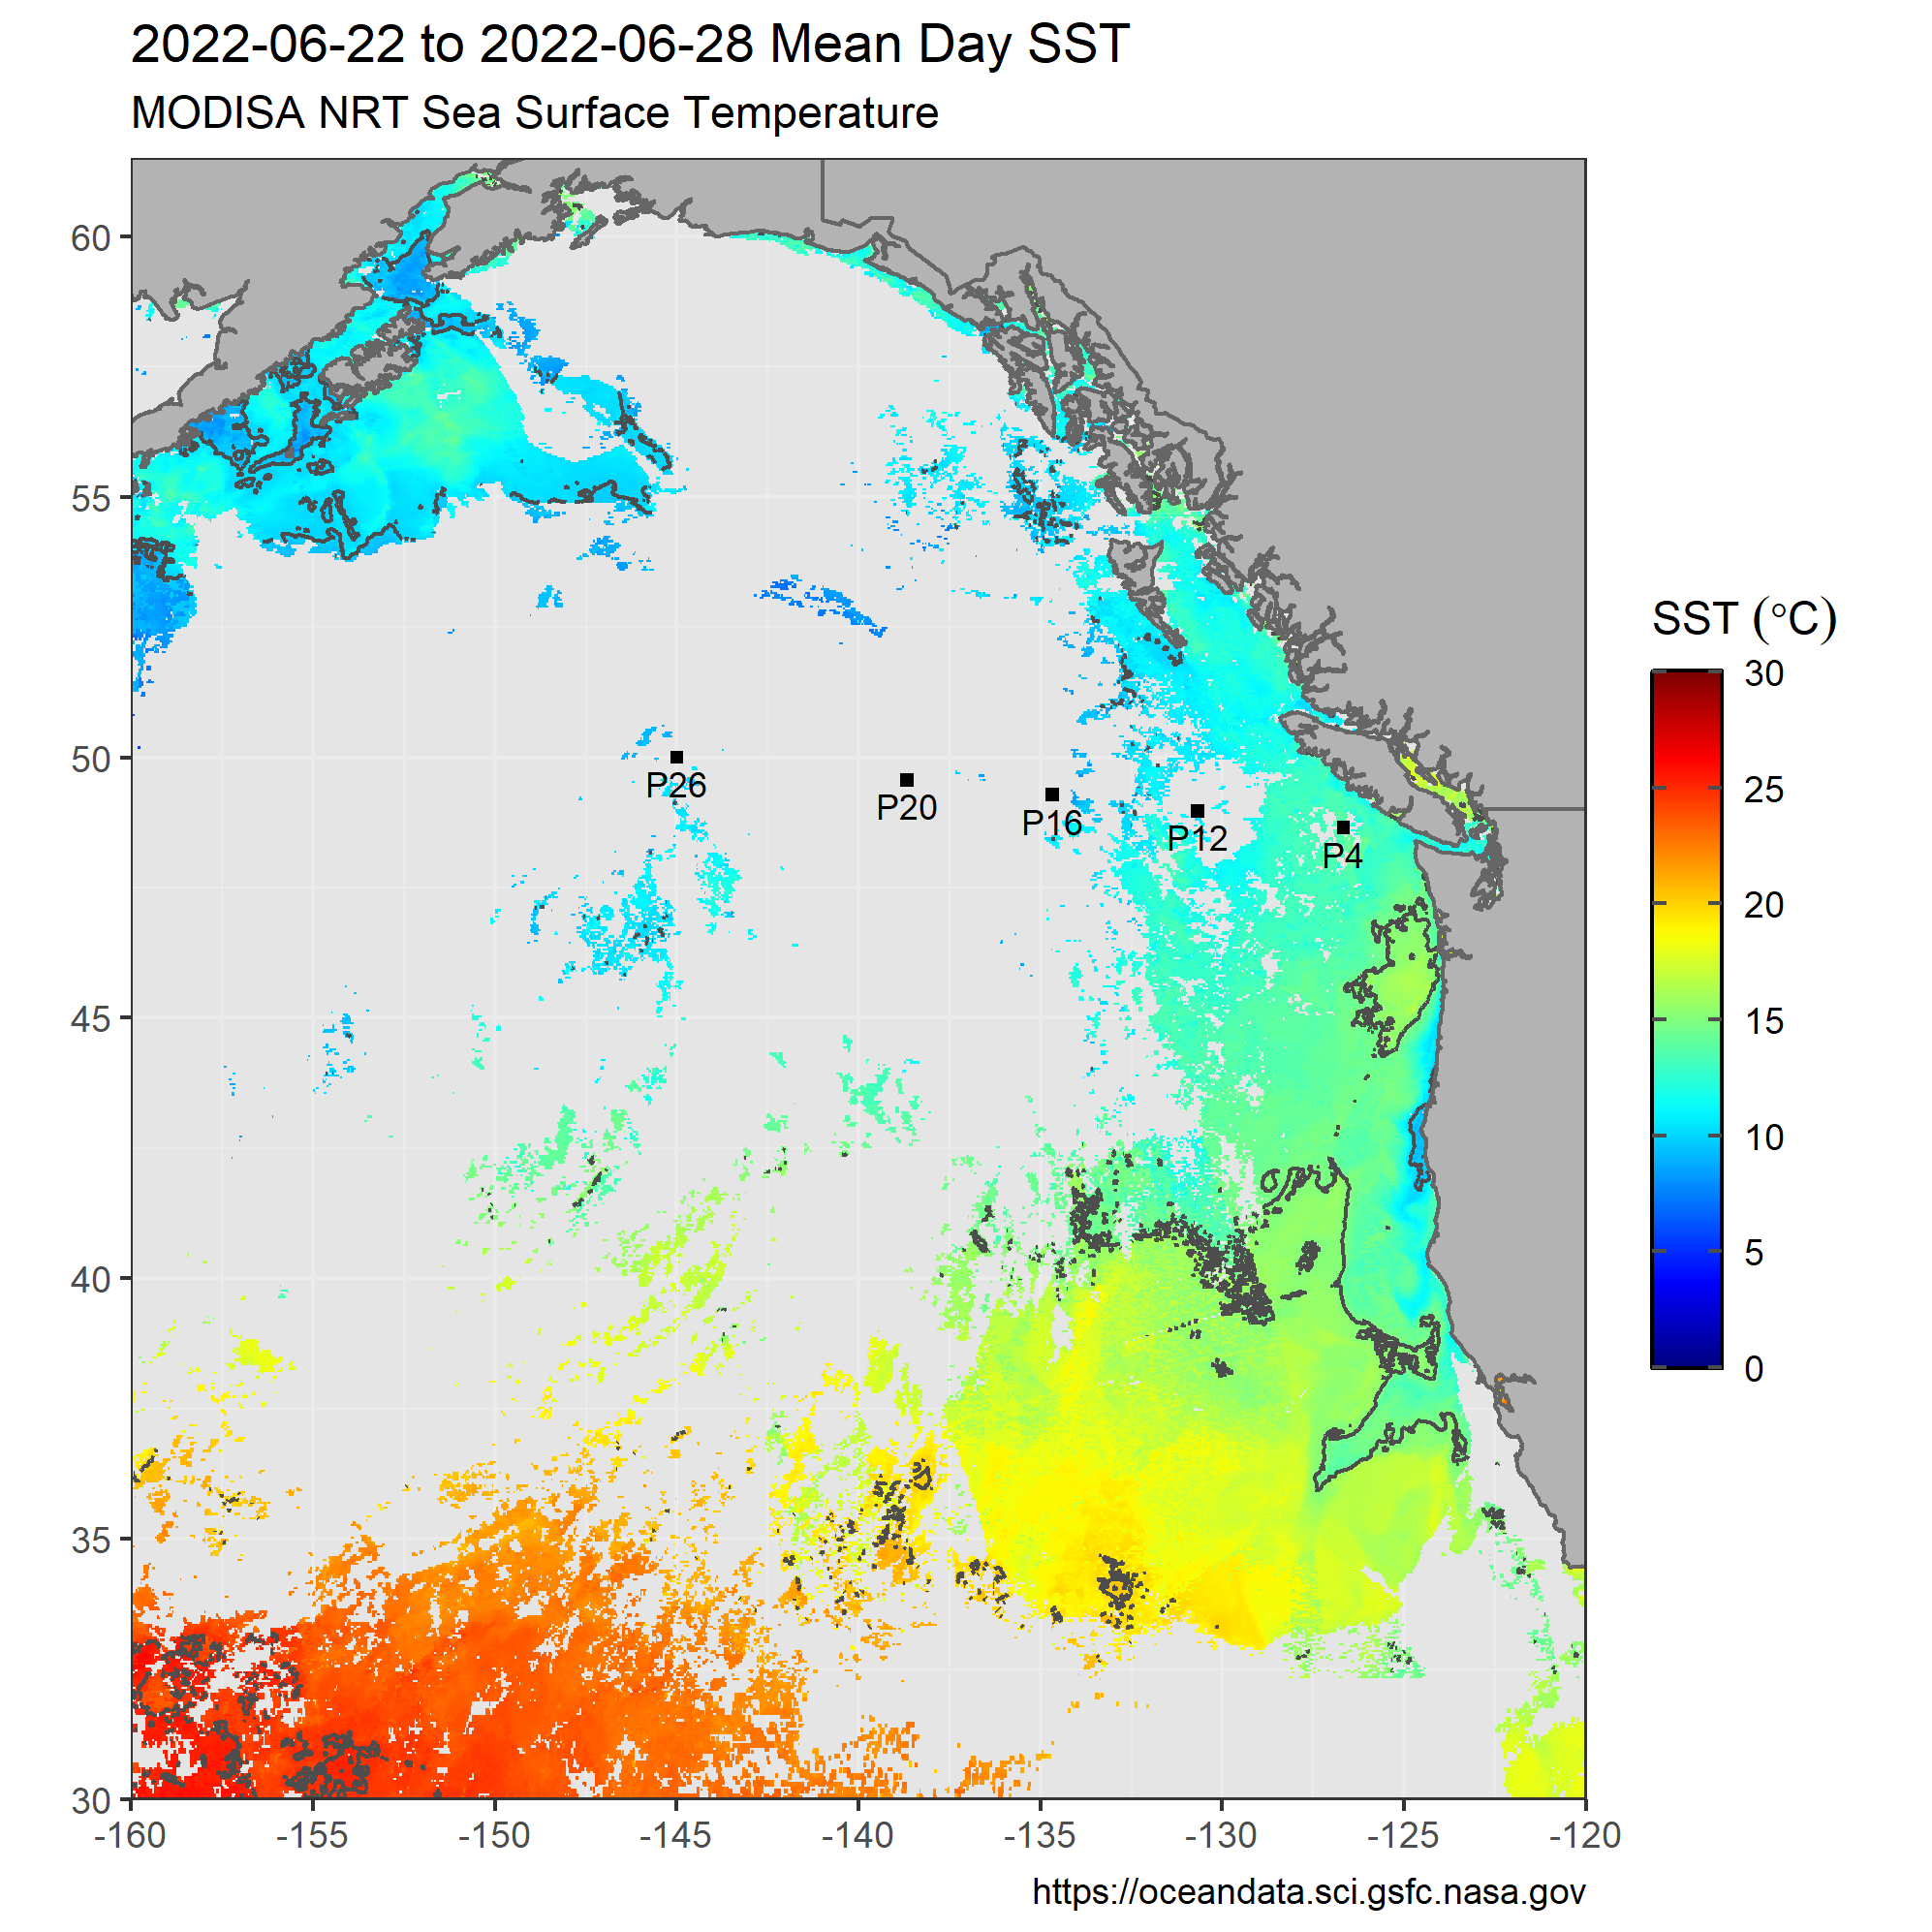 2022-06-22 to 2022-06-28 Mean Day SST
MODISA NRT Sea Surface Temperature
60
55
50
45
40
35
30
-160
-155
-150
-145
-140
-135
-130
-125
-120
P26
P20
P16
P12
P4
SST (°C)
30
25
20
15
10
5
0
https://oceandata.sci.gsfc.nasa.gov